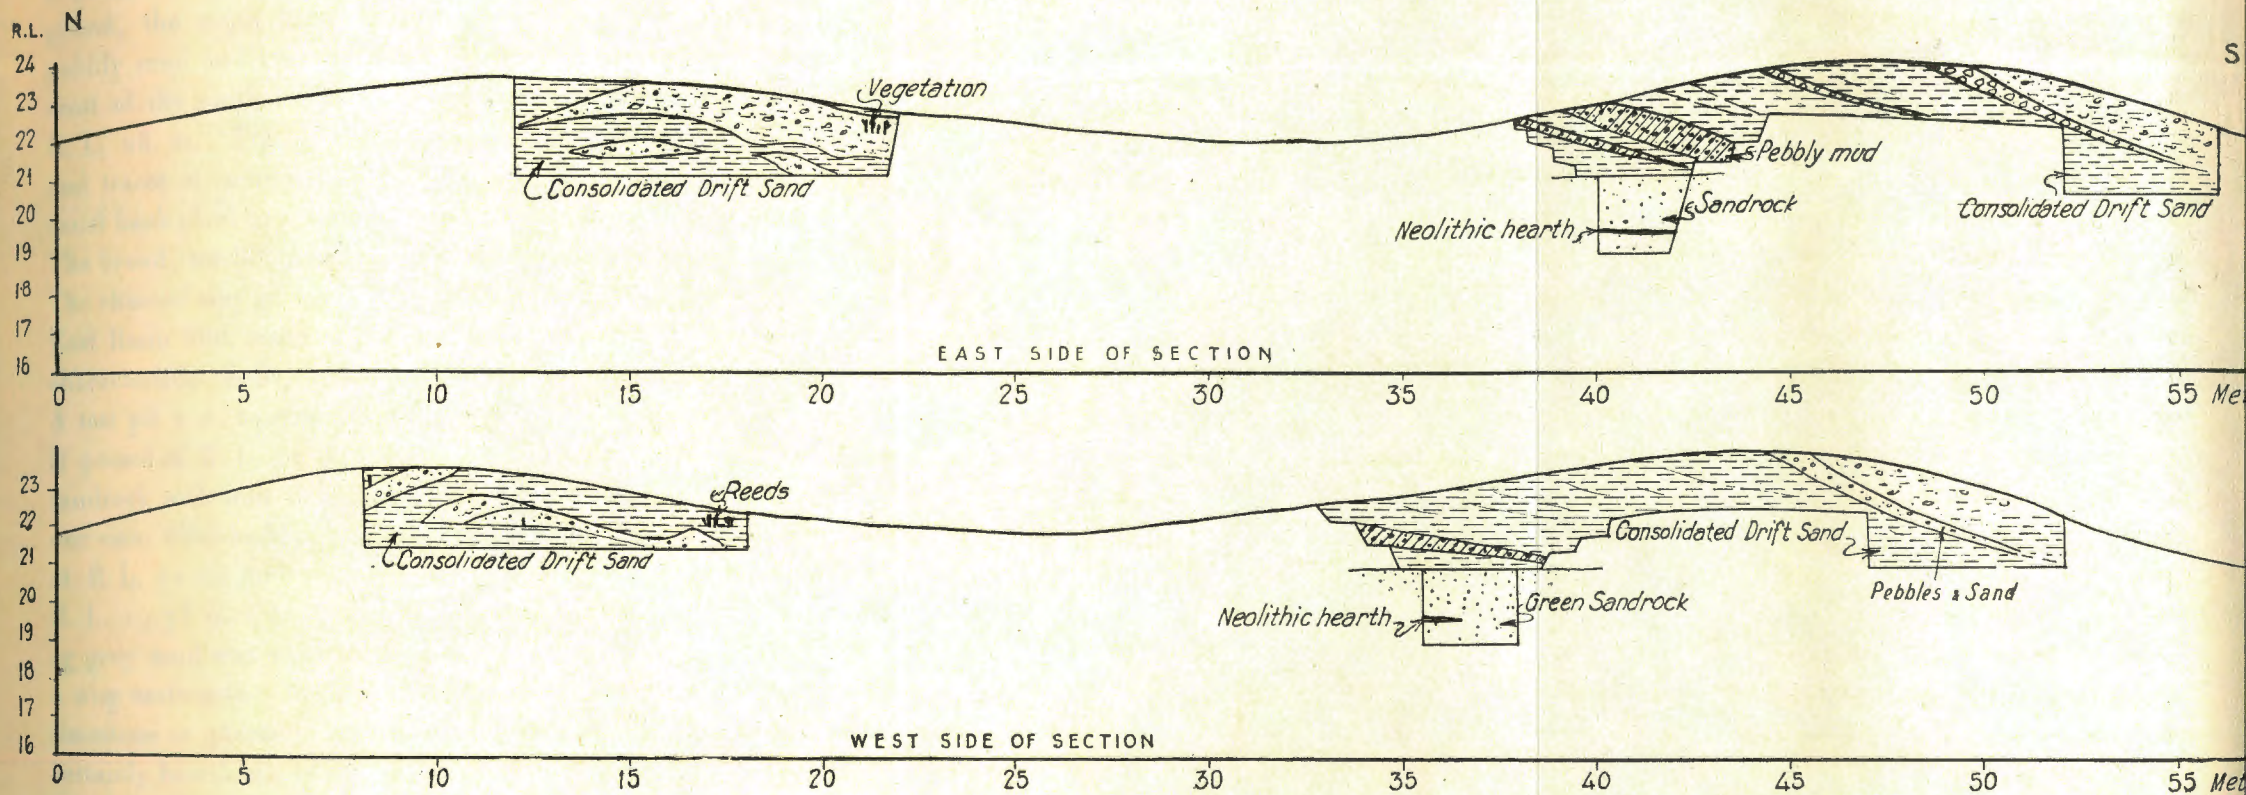 R.L. N
S
24
23
22
21
20
19
18
17
16
Vegetation
Consolidated Drift Sand
Pebbly mud
Sandrock
Neolithic hearth
Consolidated Drift Sand
EAST SIDE OF SECTION
0 5 10 15 20 25 30 35 40 45 50 55 Met
23
22
21
20
19
18
17
16
Reeds
Consolidated Drift Sand
Consolidated Drift Sand
Pebbles & Sand
Green Sandrock
Neolithic hearth
WEST SIDE OF SECTION
0 5 10 15 20 25 30 35 40 45 50 55 Met